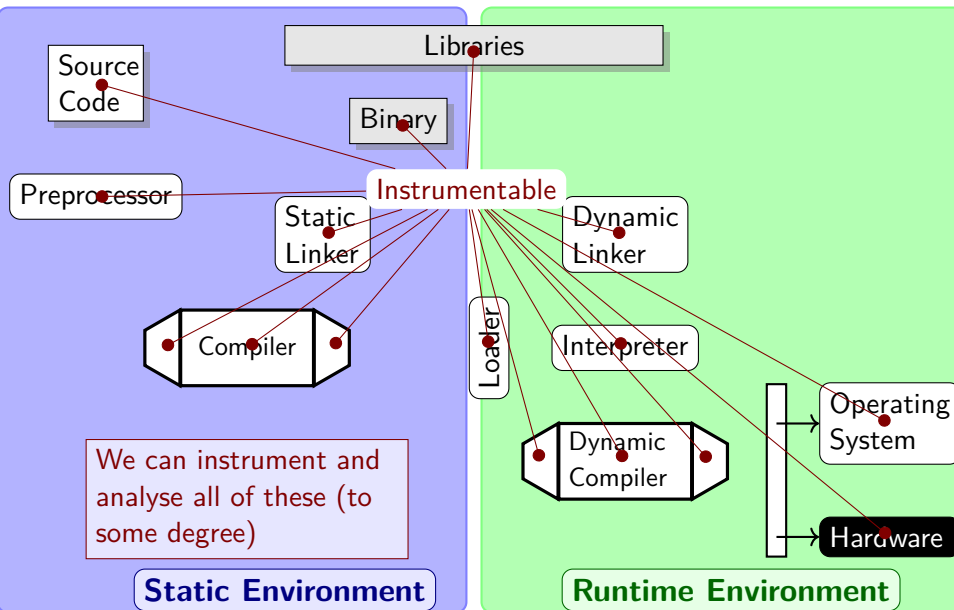 Libraries
Source
Code
Binary
Preprocessor
Instrumentable
Static
Linker
Dynamic
Linker
Compiler
Loader
Interpreter
Operating
System
Dynamic
Compiler
We can instrument and
analyse all of these (to
some degree)
Hardware
Static Environment
Runtime Environment